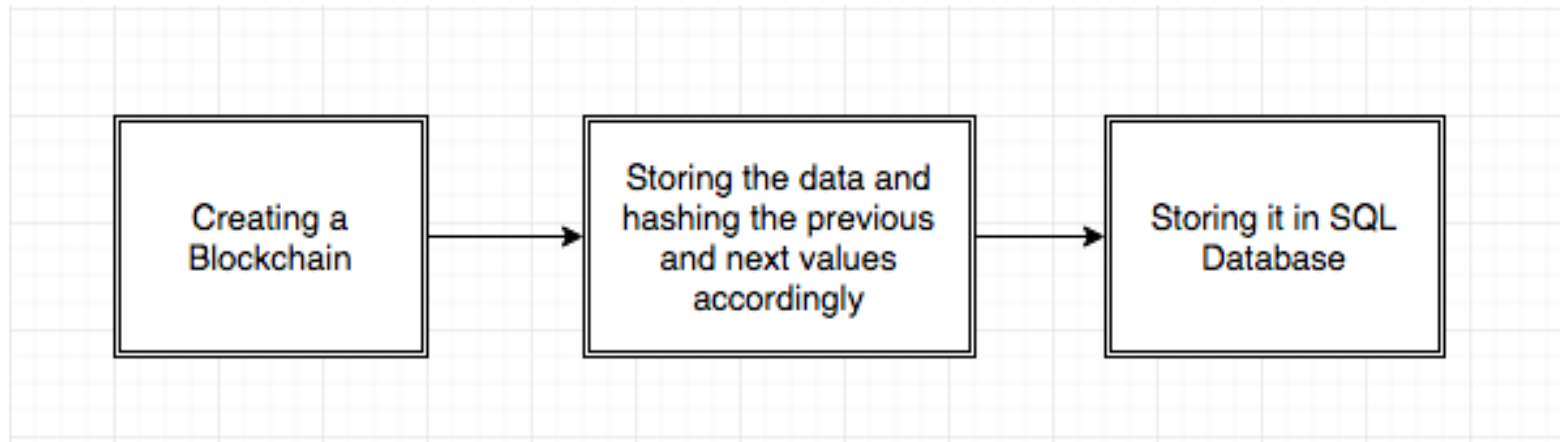 Creating a
Blockchain
Storing the data and
hashing the previous
and next values
accordingly
Storing it in SQL
Database